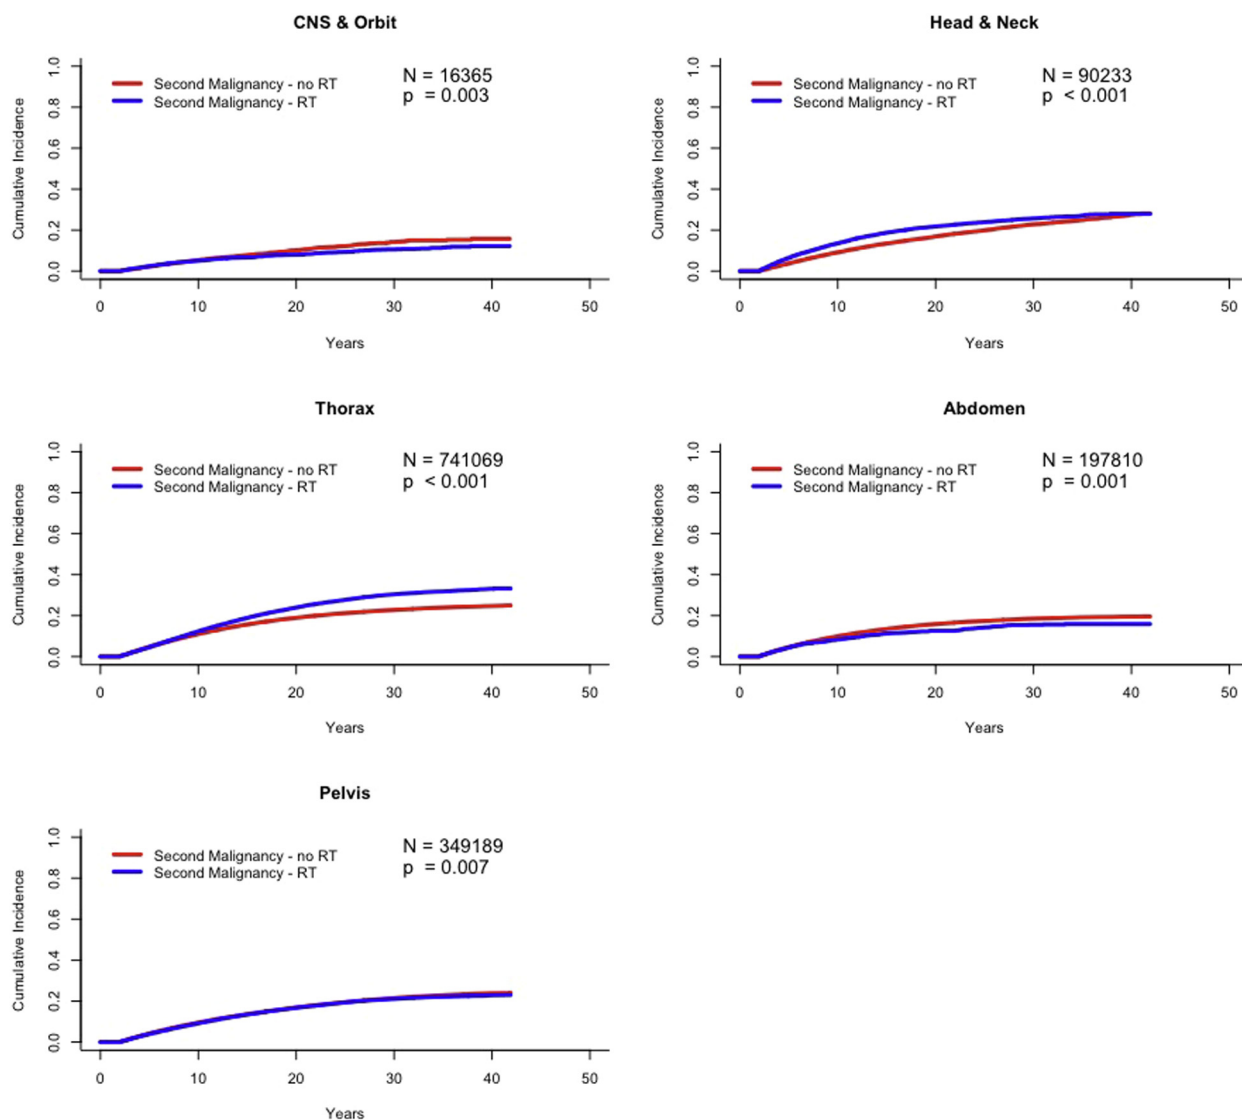 CNS & Orbit
Cumulative Incidence
0.0 0.2 0.4 0.6 0.8 1.0
Second Malignancy - no RT
Second Malignancy - RT
N = 16365
p = 0.003
0 10 20 30 40 50
Years
Head & Neck
Cumulative Incidence
0.0 0.2 0.4 0.6 0.8 1.0
Second Malignancy - no RT
Second Malignancy - RT
N = 90233
p < 0.001
0 10 20 30 40 50
Years
Thorax
Cumulative Incidence
0.0 0.2 0.4 0.6 0.8 1.0
Second Malignancy - no RT
Second Malignancy - RT
N = 741069
p < 0.001
0 10 20 30 40 50
Years
Abdomen
Cumulative Incidence
0.0 0.2 0.4 0.6 0.8 1.0
Second Malignancy - no RT
Second Malignancy - RT
N = 197810
p = 0.001
0 10 20 30 40 50
Years
Pelvis
Cumulative Incidence
0.0 0.2 0.4 0.6 0.8 1.0
Second Malignancy - no RT
Second Malignancy - RT
N = 349189
p = 0.007
0 10 20 30 40 50
Years